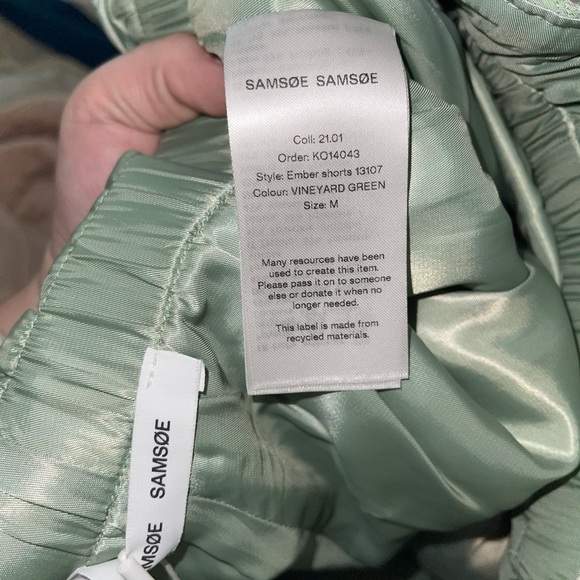 SAMSØE SAMSØE
Coll: 21.01
Order: KO14043
Style: Ember shorts 13107
Colour: VINEYARD GREEN
Size: M
Many resources have been
used to create this item.
Please pass it on to someone
else or donate it when no
longer needed.
This label is made from
recycled materials.
SAMSØE SAMSØE